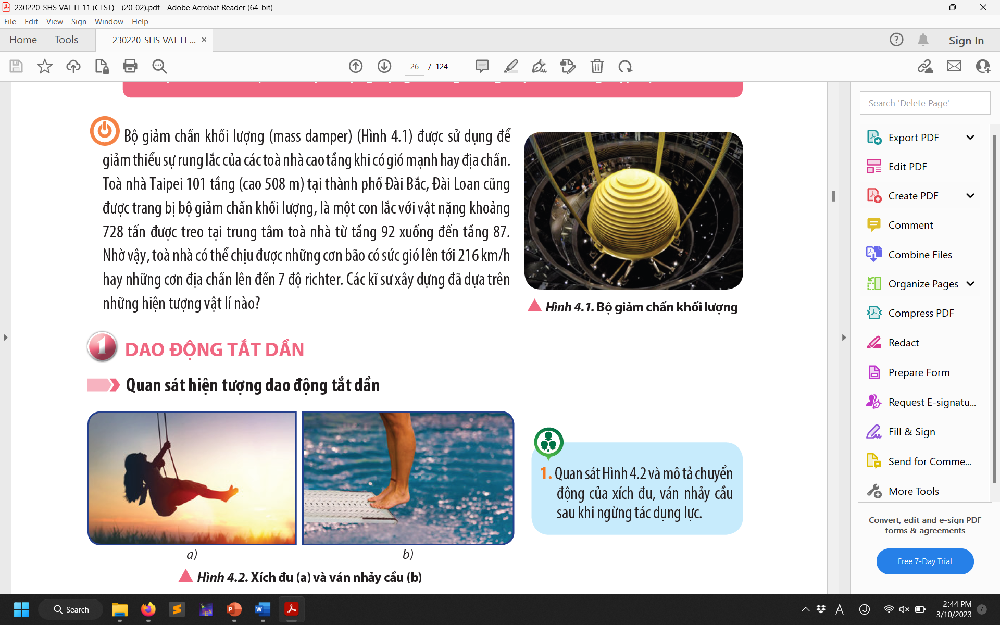 230220-SHS VAT LI 11 (CTST) - (20-02).pdf - Adobe Acrobat Reader (64-bit)
File Edit View Sign Window Help
Home Tools 230220-SHS VAT LI ... × Sign In
26 / 124
Search 'Delete Page'
Bộ giảm chấn khối lượng (mass damper) (Hình 4.1) được sử dụng để
giảm thiểu sự rung lắc của các toà nhà cao tầng khi có gió mạnh hay địa chấn.
Toà nhà Taipei 101 tầng (cao 508 m) tại thành phố Đài Bắc, Đài Loan cũng
được trang bị bộ giảm chấn khối lượng, là một con lắc với vật nặng khoảng
728 tấn được treo tại trung tâm toà nhà từ tầng 92 xuống đến tầng 87.
Nhờ vậy, toà nhà có thể chịu được những cơn bão có sức gió lên tới 216 km/h
hay những cơn địa chấn lên đến 7 độ richter. Các kĩ sư xây dựng đã dựa trên
những hiện tượng vật lí nào?
Hình 4.1. Bộ giảm chấn khối lượng
1 DAO ĐỘNG TẮT DẦN
Quan sát hiện tượng dao động tắt dần
1. Quan sát Hình 4.2 và mô tả chuyển
động của xích đu, ván nhảy cầu
sau khi ngừng tác dụng lực.
a) b)
Hình 4.2. Xích đu (a) và ván nhảy cầu (b)
Export PDF
Edit PDF
Create PDF
Comment
Combine Files
Organize Pages
Compress PDF
Redact
Prepare Form
Request E-signatu...
Fill & Sign
Send for Comme...
More Tools
Convert, edit and e-sign PDF
forms & agreements
Free 7-Day Trial
Search
2:44 PM
3/10/2023
7